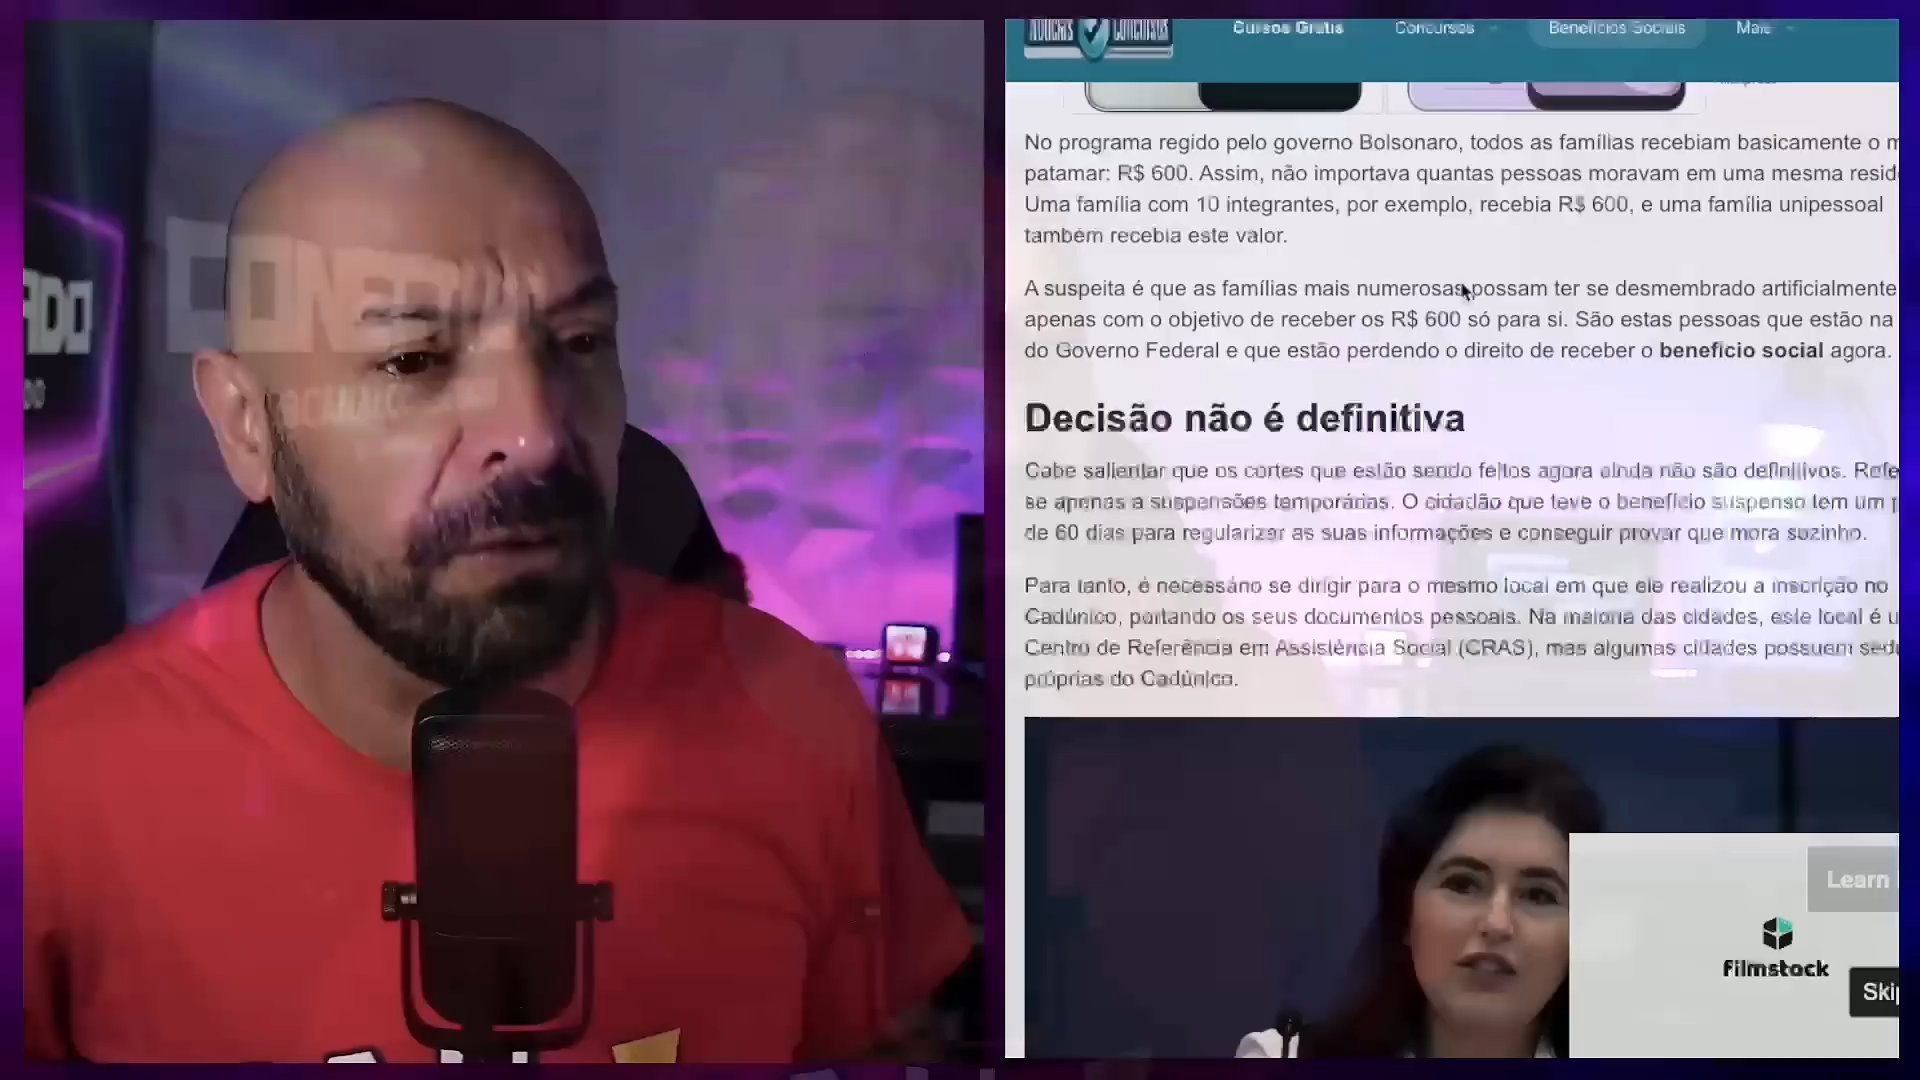 NOTÍCIAS CONCURSOS
Cursos Gratis
Concursos
Benefícios Sociais
Mais
No programa regido pelo governo Bolsonaro, todos as famílias recebiam basicamente o m
patamar: R$ 600. Assim, não importava quantas pessoas moravam em uma mesma resid
Uma família com 10 integrantes, por exemplo, recebia R$ 600, e uma família unipessoal
também recebia este valor.
A suspeita é que as famílias mais numerosas possam ter se desmembrado artificialmente
apenas com o objetivo de receber os R$ 600 só para si. São estas pessoas que estão na
do Governo Federal e que estão perdendo o direito de receber o benefício social agora.
Decisão não é definitiva
Cabe salientar que os cortes que estão sendo feitos agora ainda não são definitivos. Refe
se apenas a suspensões temporárias. O cidadão que teve o benefício suspenso tem um p
de 60 dias para regularizar as suas informações e conseguir provar que mora sozinho.
Para tanto, é necessário se dirigir para o mesmo local em que ele realizou a inscrição no
Cadúnico, portando os seus documentos pessoais. Na maioria das cidades, este local é u
Centro de Referência em Assistência Social (CRAS), mas algumas cidades possuem sede
próprias do Cadúnico.
Learn
filmstock
Skip
ADO